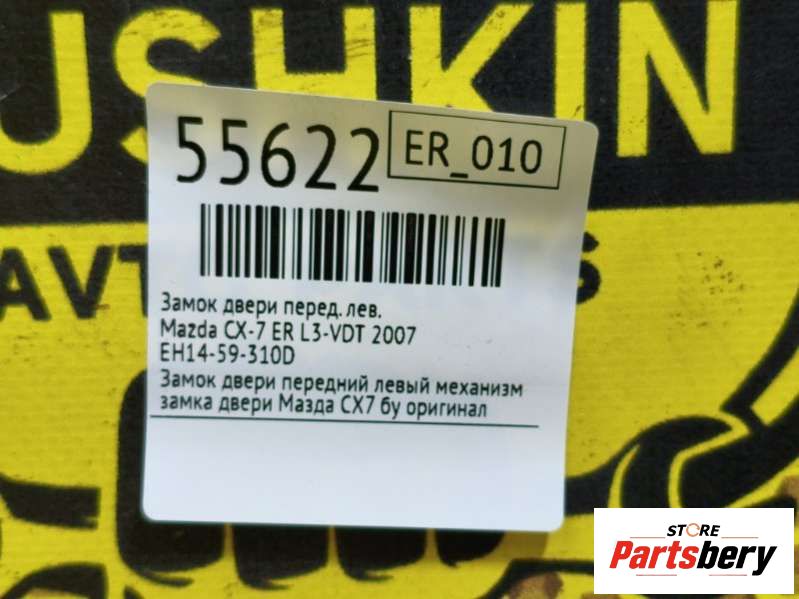 USHKIN
55622
ER_010
AVT
S
Замок двери перед. лев.
Mazda CX-7 ER L3-VDT 2007
EH14-59-310D
Замок двери передний левый механизм
замка двери Мазда СХ7 бу оригинал
STORE
Partsbery